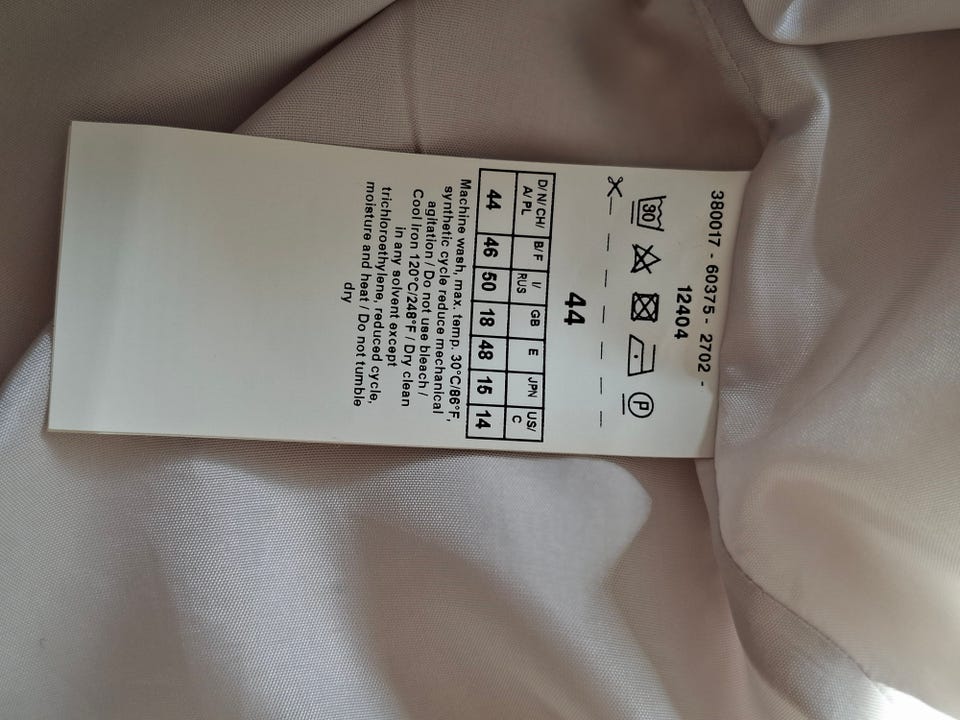 380017 - 60375 - 2702 -
12404
30 P
44
D/ N/ CH/ A/ PL B/F I/ RUS GB E JPN US/ C
44 46 50 18 48 15 14
Machine wash, max. temp. 30°C/86°F,
synthetic cycle reduce mechanical
agitation / Do not use bleach /
Cool Iron 120°C/248°F / Dry clean
in any solvent except
trichloroethylene, reduced cycle,
moisture and heat / Do not tumble
dry